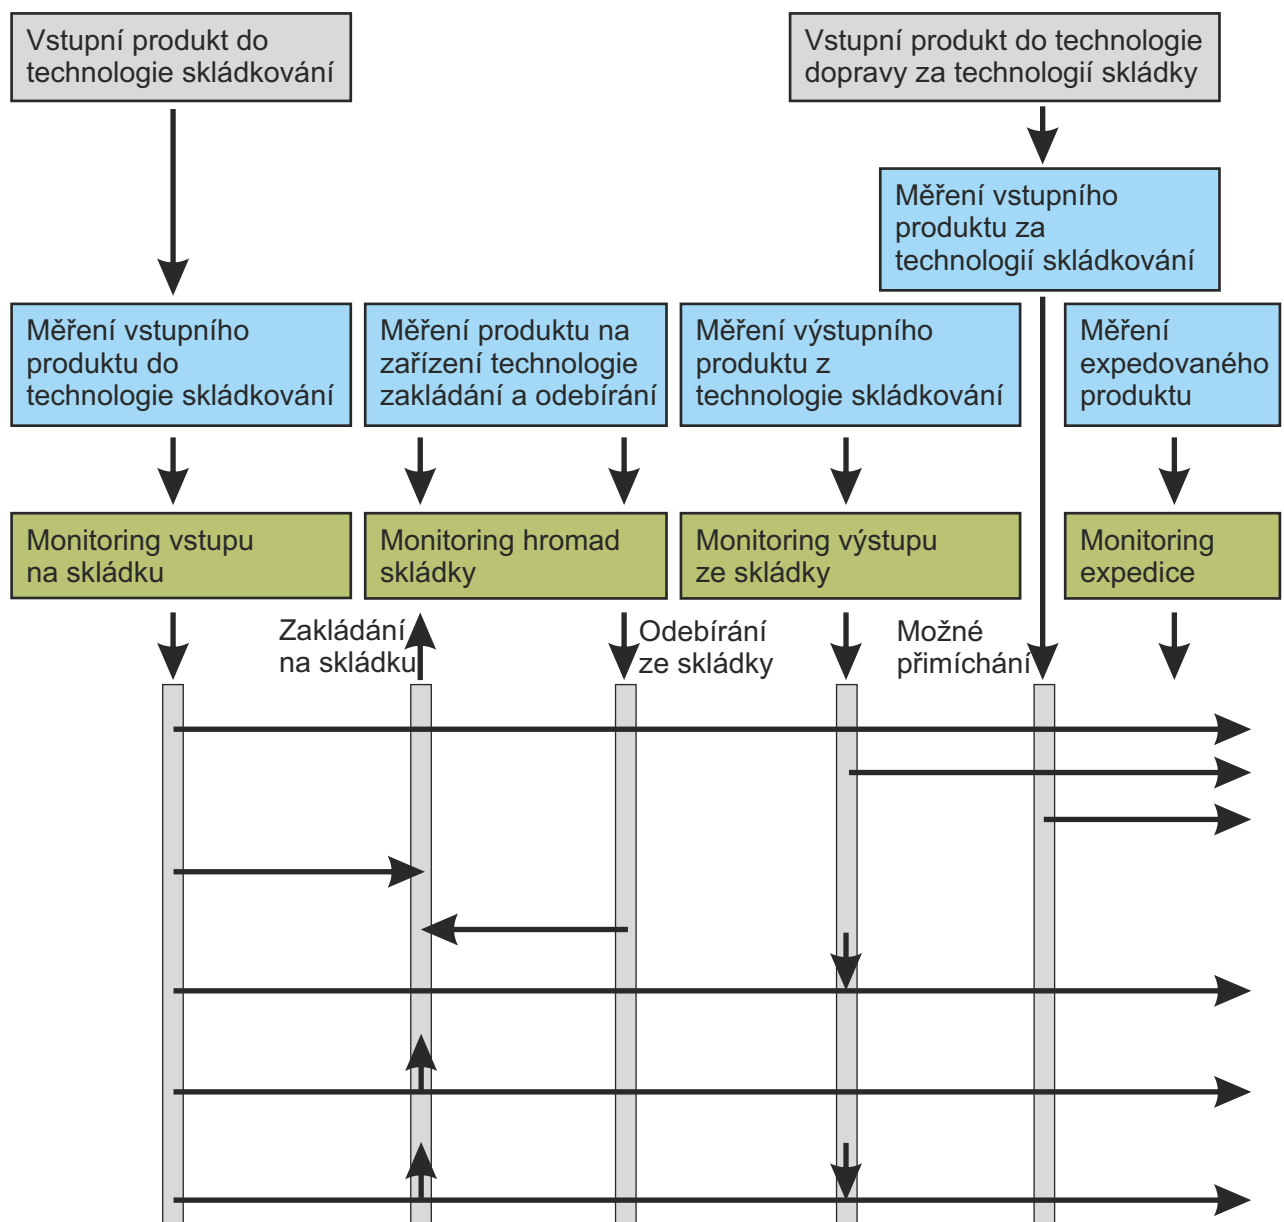 Vstupní produkt do
technologie skládkování
Vstupní produkt do technologie
dopravy za technologií skládky
Měření vstupního
produktu za
technologií skládkování
Měření vstupního
produktu do
technologie skládkování
Měření produktu na
zařízení technologie
zakládání a odebírání
Měření výstupního
produktu z
technologie skládkování
Měření
expedovaného
produktu
Monitoring vstupu
na skládku
Monitoring hromad
skládky
Monitoring výstupu
ze skládky
Monitoring
expedice
Zakládání
na skládku
Odebírání
ze skládky
Možné
přimíchání